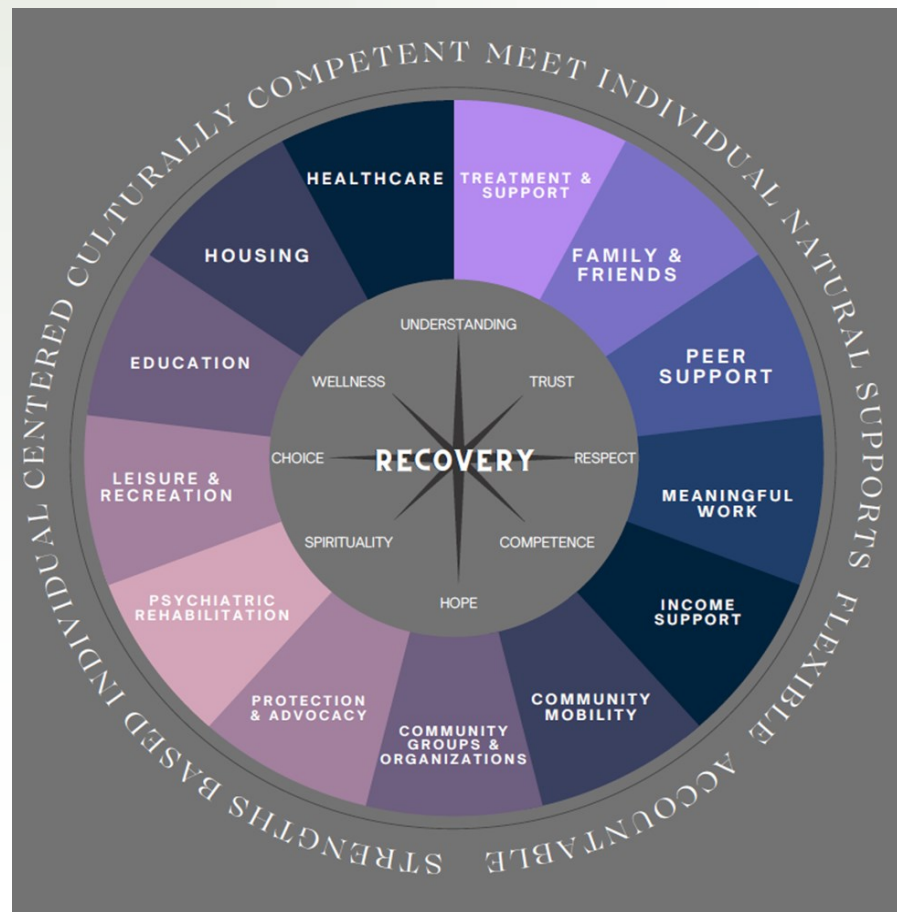 STRENGTHS BASED INDIVIDUAL CENTERED CULTURALLY COMPETENT MEET INDIVIDUAL NATURAL SUPPORTS FLEXIBLE ACCOUNTABLE
HEALTHCARE
TREATMENT &
SUPPORT
FAMILY &
FRIENDS
PEER
SUPPORT
MEANINGFUL
WORK
INCOME
SUPPORT
COMMUNITY
MOBILITY
COMMUNITY
GROUPS &
ORGANIZATIONS
PROTECTION
& ADVOCACY
PSYCHIATRIC
REHABILITATION
LEISURE &
RECREATION
EDUCATION
HOUSING
UNDERSTANDING
TRUST
RESPECT
COMPETENCE
HOPE
SPIRITUALITY
CHOICE
WELLNESS
RECOVERY